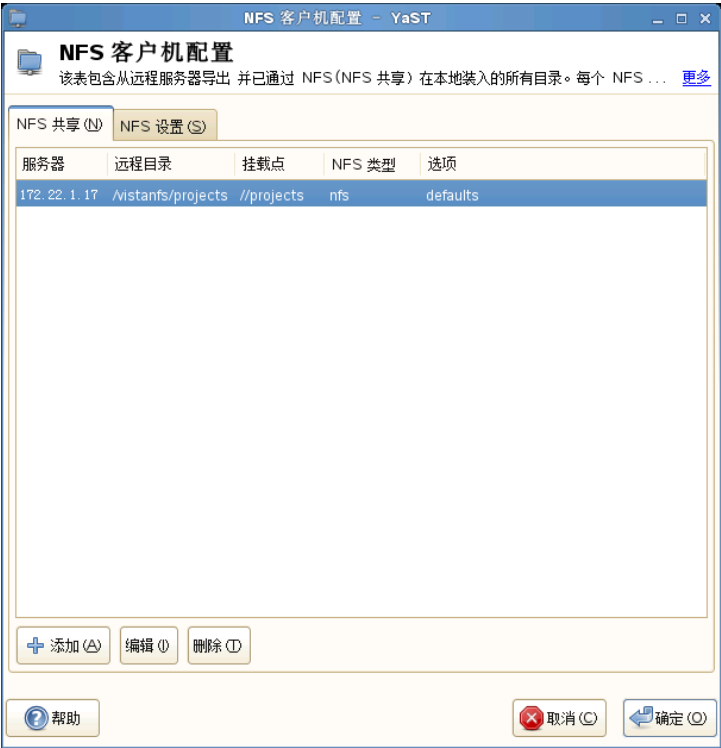 NFS 客户机配置 - YaST
NFS 客户机配置
该表包含从远程服务器导出 并已通过 NFS(NFS 共享) 在本地装入的所有目录。每个 NFS ... 更多
NFS 共享(N) NFS 设置(S)
服务器 远程目录 挂载点 NFS 类型 选项
172.22.1.17 /vistanfs/projects //projects nfs defaults
添加(A) 编辑(I) 删除(T)
帮助 取消(C) 确定(O)